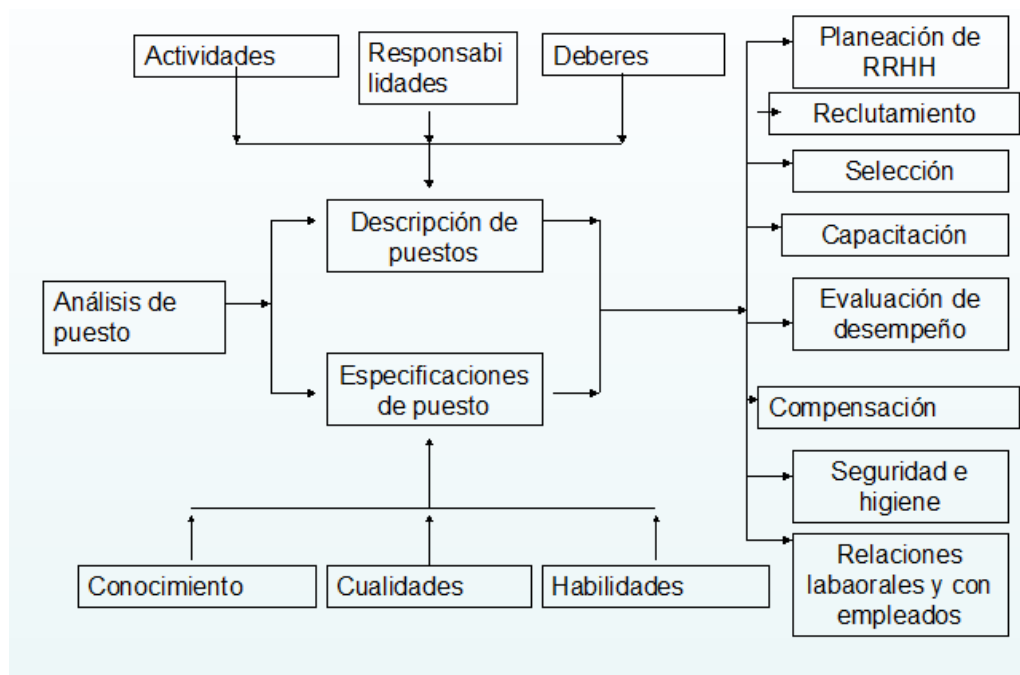 Actividades
Responsabi
lidades
Deberes
Planeación de
RRHH
Reclutamiento
Selección
Descripción de
puestos
Capacitación
Análisis de
puesto
Evaluación de
desempeño
Especificaciones
de puesto
Compensación
Seguridad e
higiene
Conocimiento
Cualidades
Habilidades
Relaciones
labaorales y con
empleados